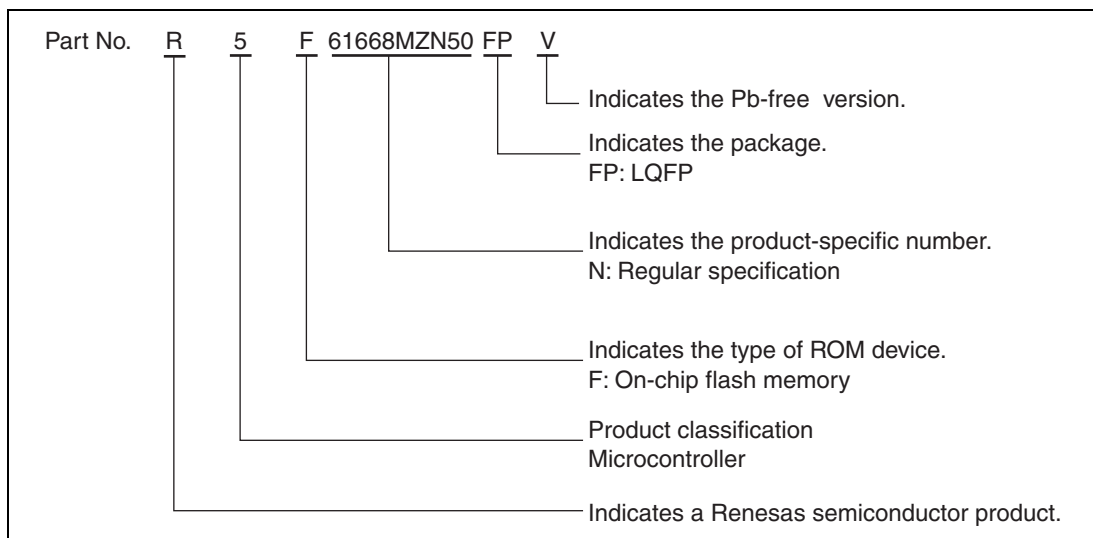 Part No. R 5 F 61668MZN50 FP V
Indicates the Pb-free version.
Indicates the package.
FP: LQFP
Indicates the product-specific number.
N: Regular specification
Indicates the type of ROM device.
F: On-chip flash memory
Product classification
Microcontroller
Indicates a Renesas semiconductor product.